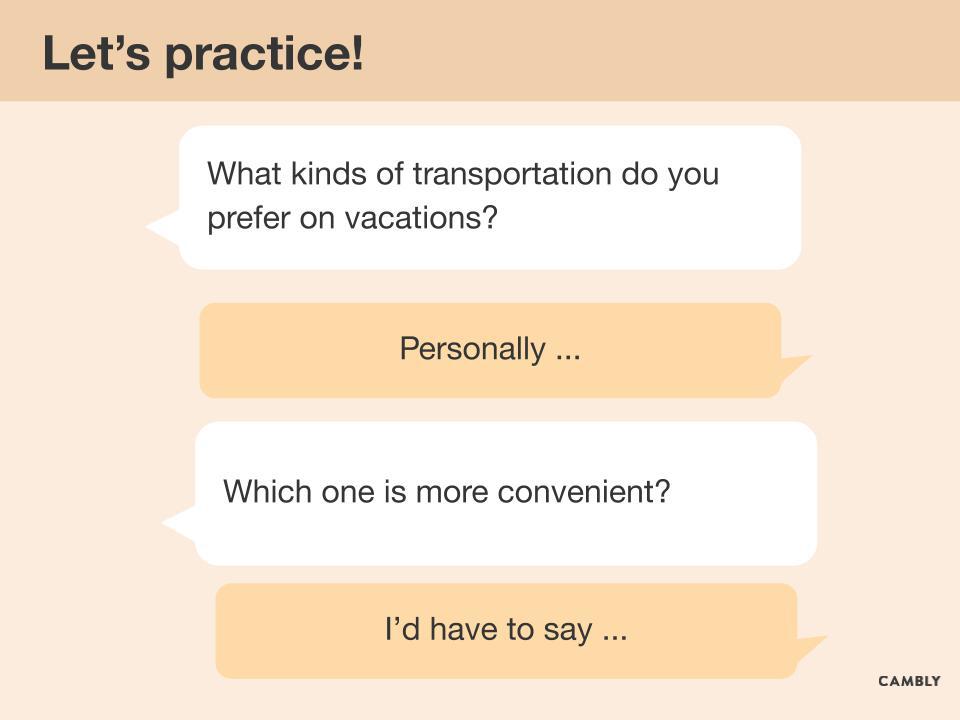 Let’s practice!
What kinds of transportation do you
prefer on vacations?
Personally ...
Which one is more convenient?
I’d have to say ...
CAMBLY